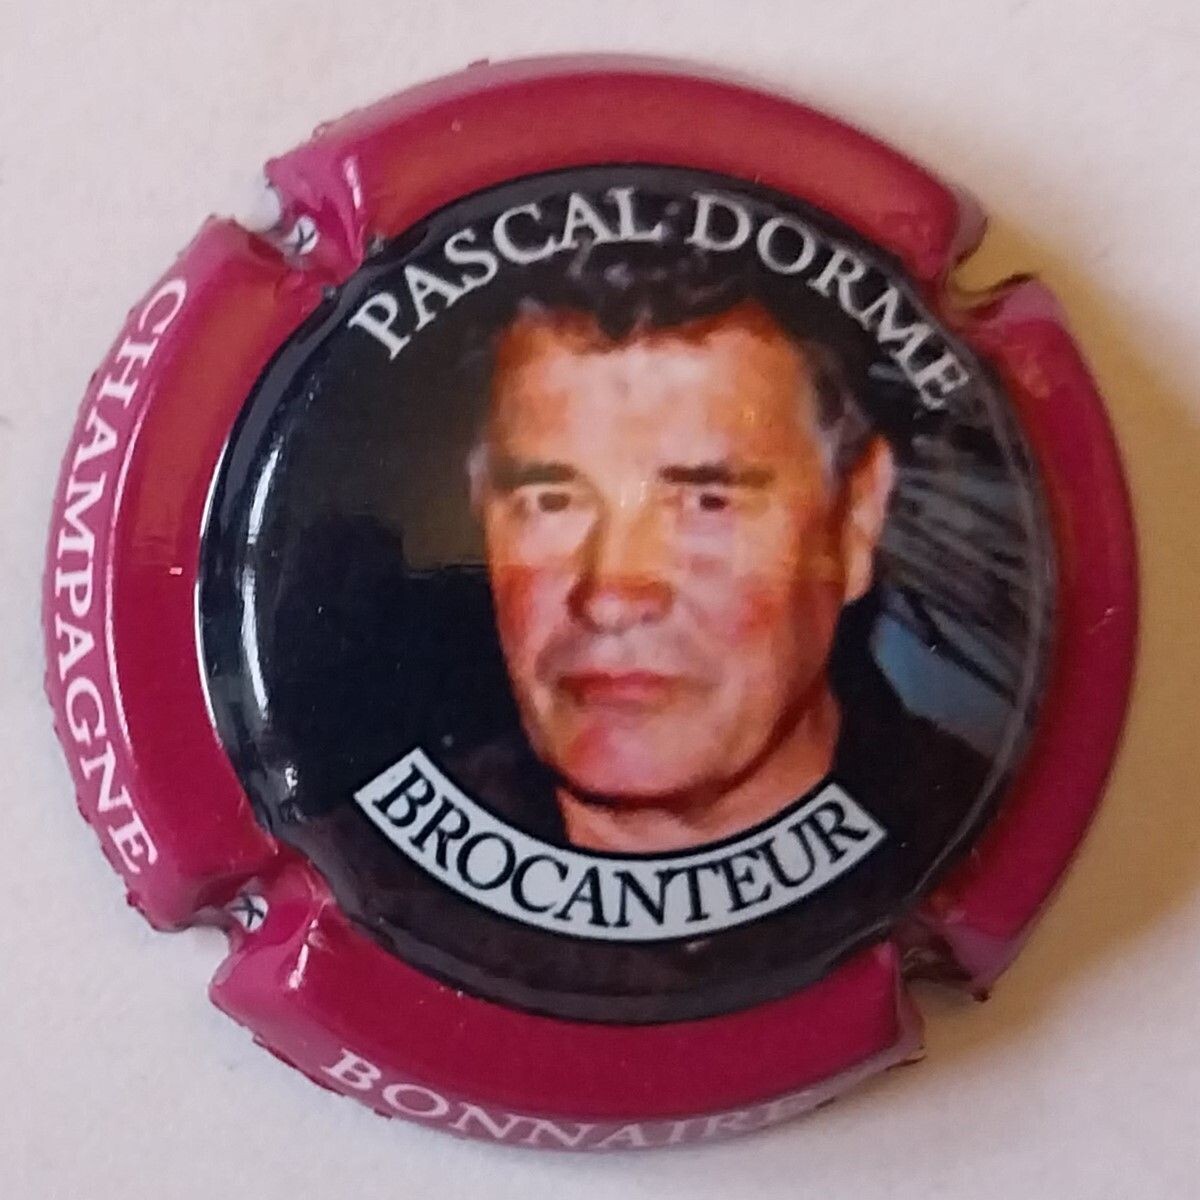 PASCAL DORME
BROCANTEUR
CHAMPAGNE
BONNAIRE